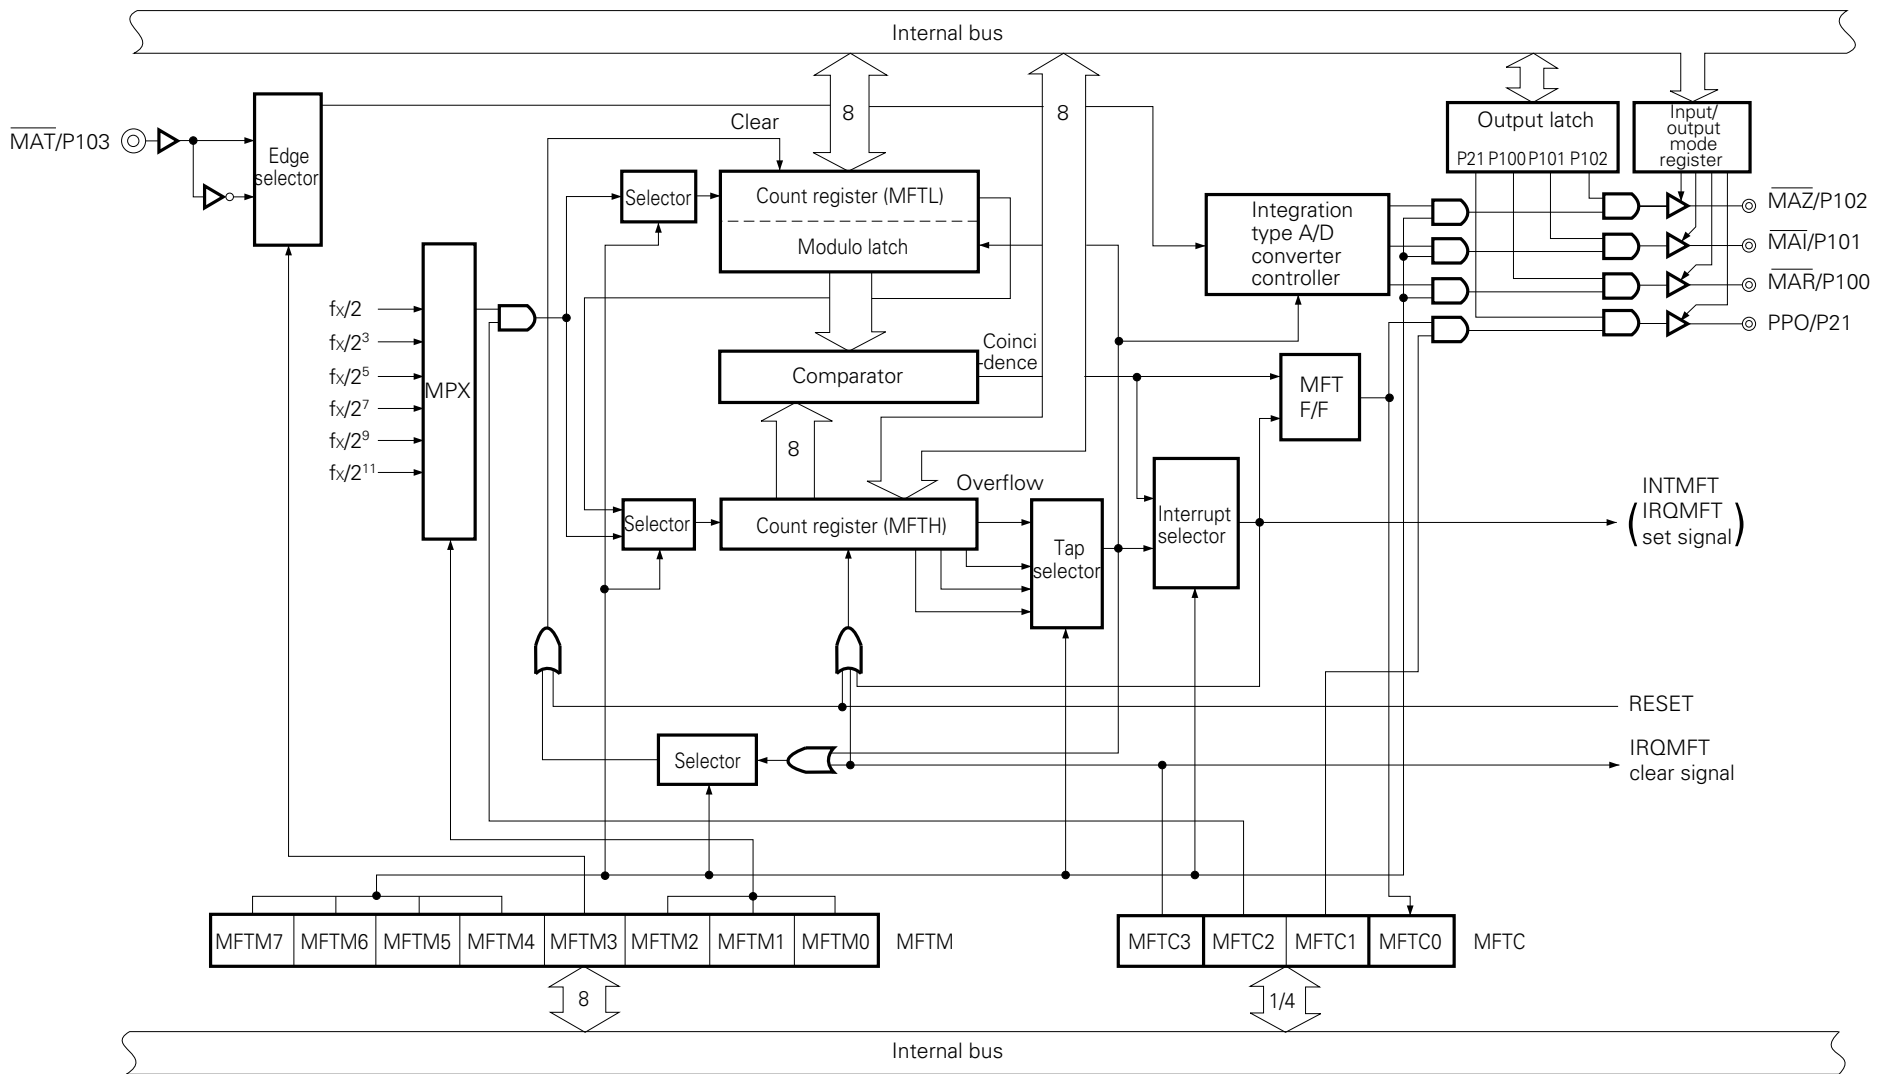 Internal bus
MAT/P103
Edge
selector
Clear
8
8
Output latch
P21 P100 P101 P102
Input/
output
mode
register
Selector
Count register (MFTL)
Modulo latch
Integration
type A/D
converter
controller
MAZ/P102
MAI/P101
MAR/P100
PPO/P21
fX/2
fX/2³
fX/2⁵
fX/2⁷
fX/2⁹
fX/2¹¹
MPX
Comparator
Coinci
-dence
MFT
F/F
8
Overflow
Selector
Count register (MFTH)
Tap
selector
Interrupt
selector
INTMFT
(IRQMFT
set signal)
RESET
Selector
IRQMFT
clear signal
MFTM7 MFTM6 MFTM5 MFTM4 MFTM3 MFTM2 MFTM1 MFTM0 MFTM
MFTC3 MFTC2 MFTC1 MFTC0 MFTC
8
1/4
Internal bus